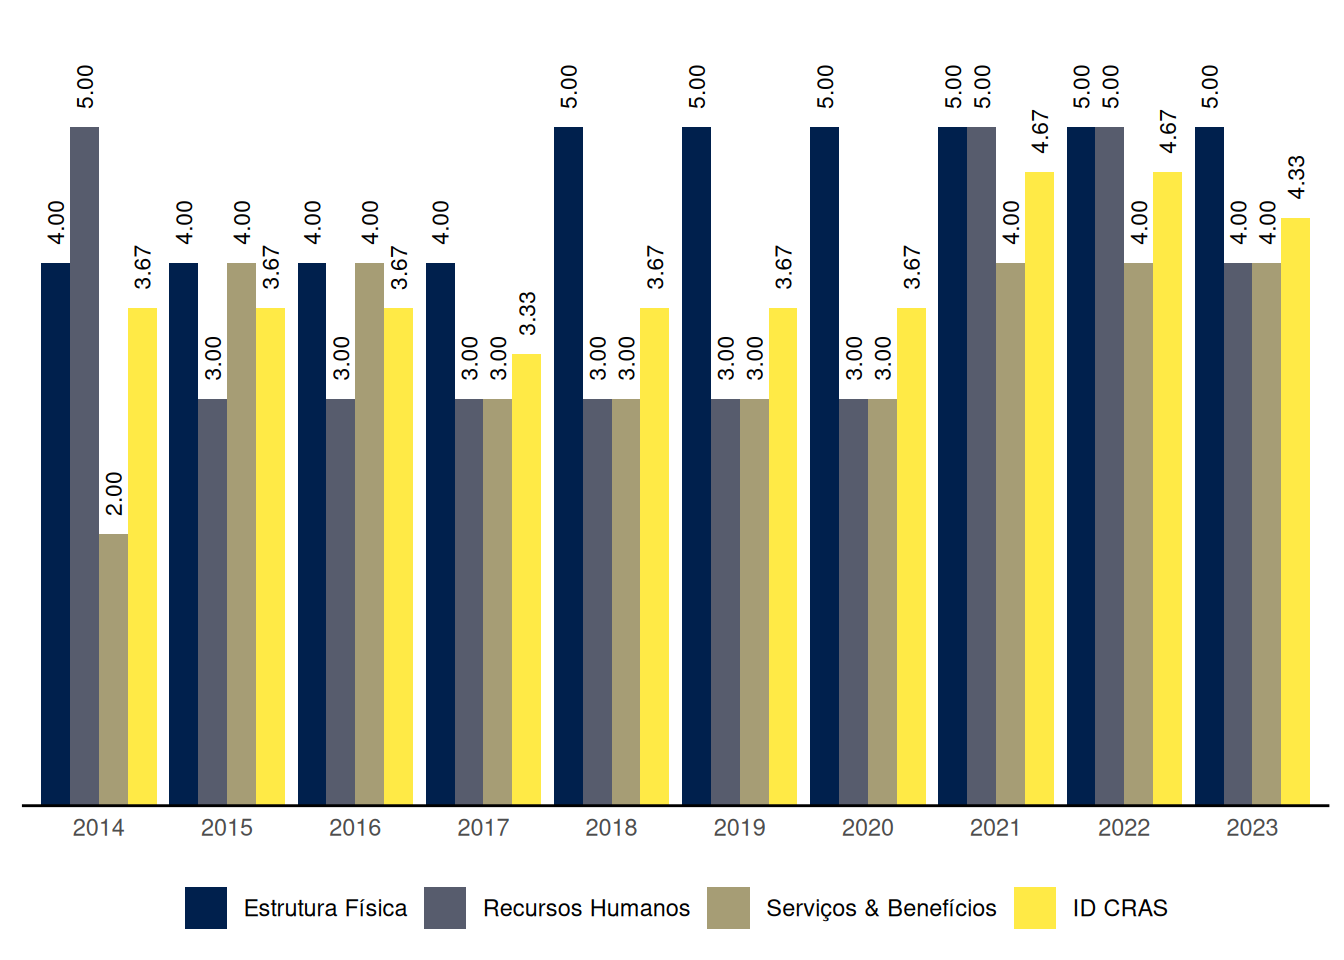 4.00 5.00 2.00 3.67 4.00 3.00 4.00 3.67 4.00 3.00 4.00 3.67 4.00 3.00 3.00 3.33 5.00 3.00 3.00 3.67 5.00 3.00 3.00 3.67 5.00 3.00 3.00 3.67 5.00 5.00 4.00 4.67 5.00 5.00 4.00 4.67 5.00 4.00 4.00 4.33
2014 2015 2016 2017 2018 2019 2020 2021 2022 2023
Estrutura Física Recursos Humanos Serviços & Benefícios ID CRAS